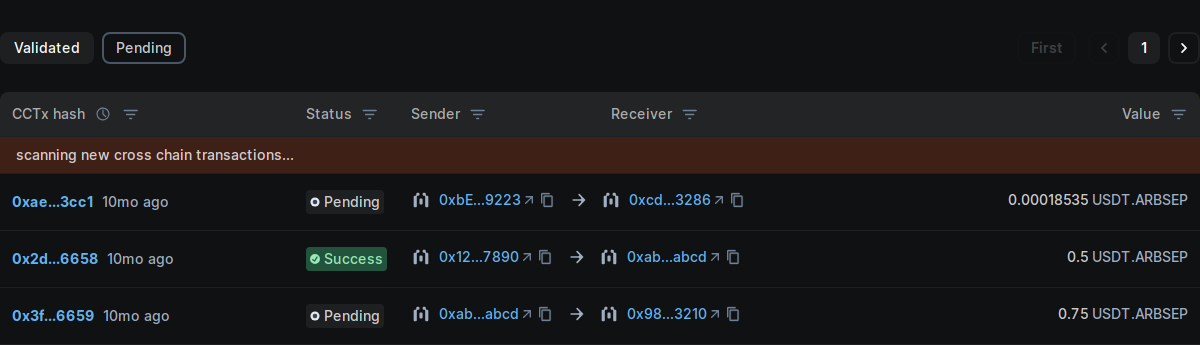 Validated Pending First 1
CCTx hash Status Sender Receiver Value
scanning new cross chain transactions...
0xae...3cc1 10mo ago Pending 0xbE...9223 0xcd...3286 0.00018535 USDT.ARBSEP
0x2d...6658 10mo ago Success 0x12...7890 0xab...abcd 0.5 USDT.ARBSEP
0x3f...6659 10mo ago Pending 0xab...abcd 0x98...3210 0.75 USDT.ARBSEP